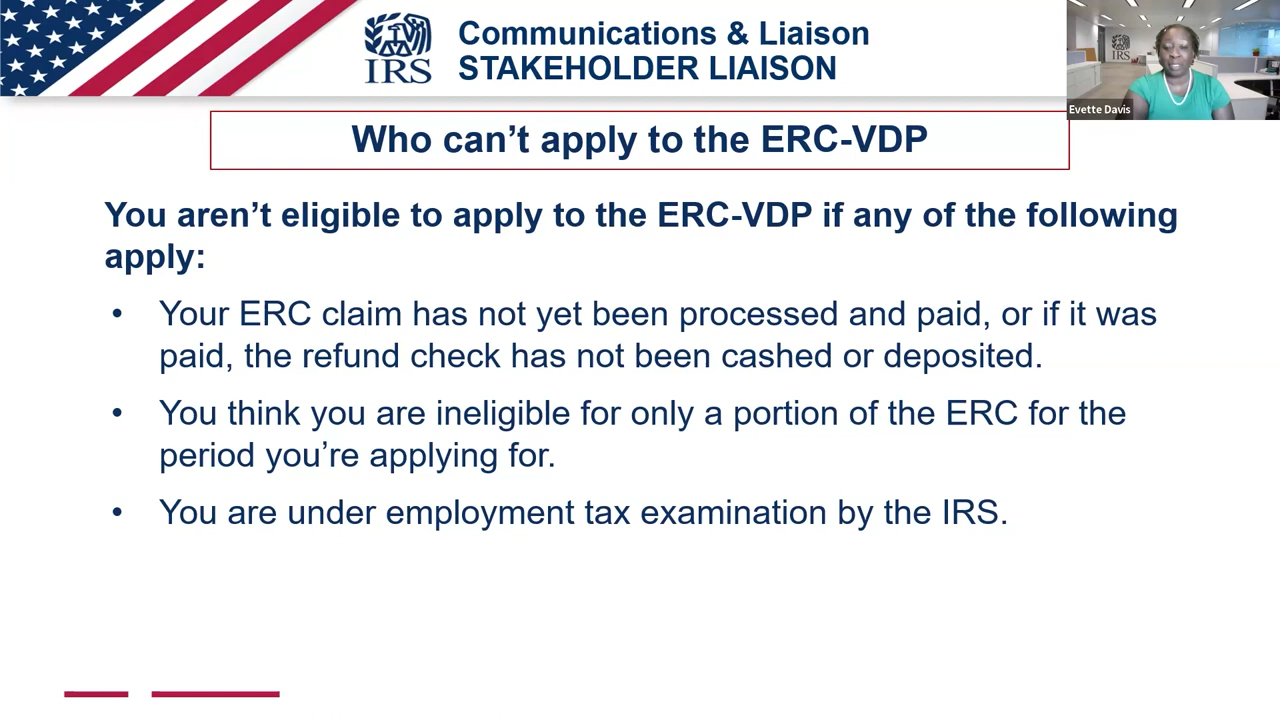 Communications & Liaison
IRS STAKEHOLDER LIAISON
IRS
Evette Davis
Who can’t apply to the ERC-VDP
You aren’t eligible to apply to the ERC-VDP if any of the following
apply:
• Your ERC claim has not yet been processed and paid, or if it was
paid, the refund check has not been cashed or deposited.
• You think you are ineligible for only a portion of the ERC for the
period you’re applying for.
• You are under employment tax examination by the IRS.